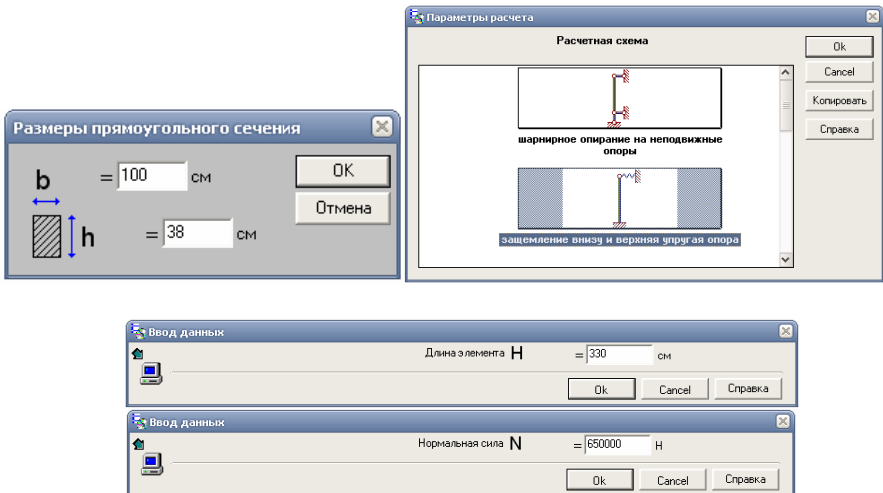 Размеры прямоугольного сечения
b = 100 см
h = 38 см
OK
Отмена
Параметры расчета
Расчетная схема
шарнирное опирание на неподвижные
опоры
защемление внизу и верхняя упругая опора
Ok
Cancel
Копировать
Справка
Ввод данных
Длина элемента H = 330 см
Ok Cancel Справка
Ввод данных
Нормальная сила N = 650000 Н
Ok Cancel Справка